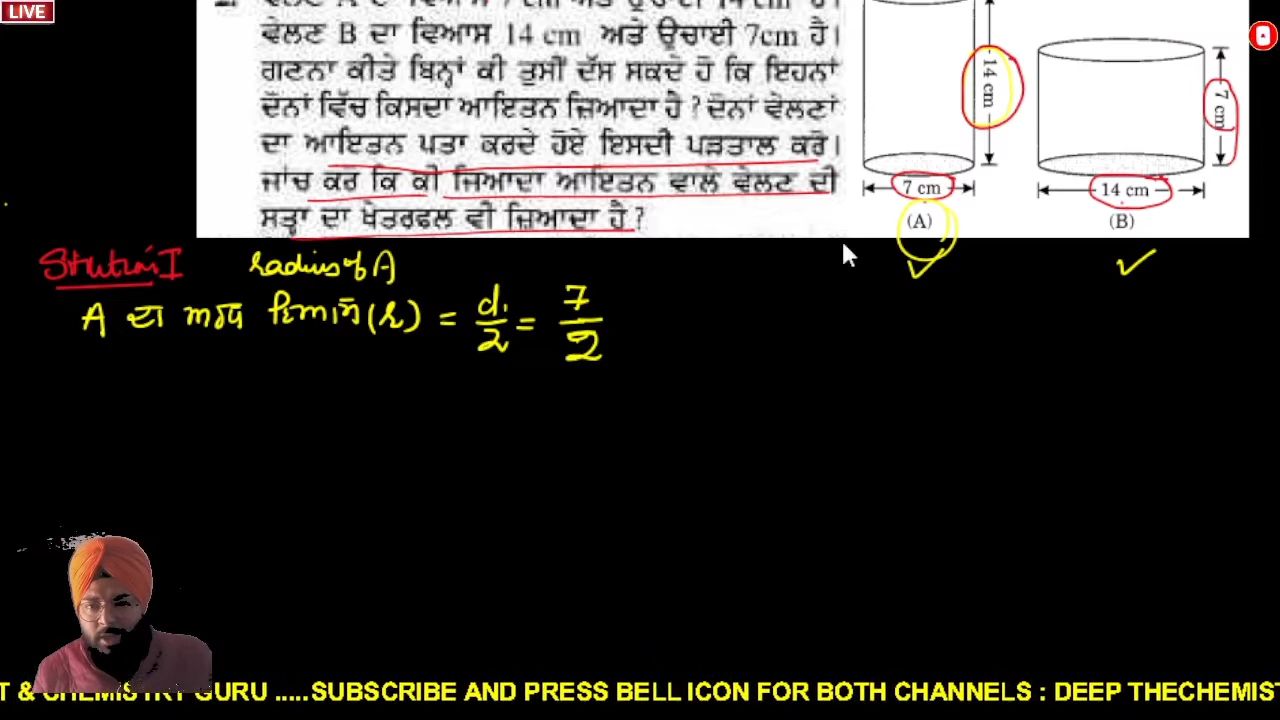 LIVE
ਵੇਲਣ B ਦਾ ਵਿਆਸ 14 cm ਅਤੇ ਉਚਾਈ 7cm ਹੈ।
ਗਣਨਾ ਕੀਤੇ ਬਿਨ੍ਹਾਂ ਕੀ ਤੁਸੀਂ ਦੱਸ ਸਕਦੇ ਹੋ ਕਿ ਇਹਨਾਂ
ਦੋਨਾਂ ਵਿੱਚ ਕਿਸਦਾ ਆਇਤਨ ਜ਼ਿਆਦਾ ਹੈ ? ਦੋਨਾਂ ਵੇਲਣਾਂ
ਦਾ ਆਇਤਨ ਪਤਾ ਕਰਦੇ ਹੋਏ ਇਸਦੀ ਪੜਤਾਲ ਕਰੋ।
ਜਾਂਚ ਕਰੋ ਕਿ ਕੀ ਜਿਆਦਾ ਆਇਤਨ ਵਾਲੇ ਵੇਲਣ ਦੀ
ਸਤ੍ਹਾ ਦਾ ਖੇਤਰਫਲ ਵੀ ਜ਼ਿਆਦਾ ਹੈ ?
14 cm
7 cm
7 cm
14 cm
(A)
(B)
radius of A
A ਦਾ ਅਰਧ ਵਿਆਸ (r) = d/2 = 7/2
T & CHEMISTRY GURU .....SUBSCRIBE AND PRESS BELL ICON FOR BOTH CHANNELS : DEEP THECHEMIST